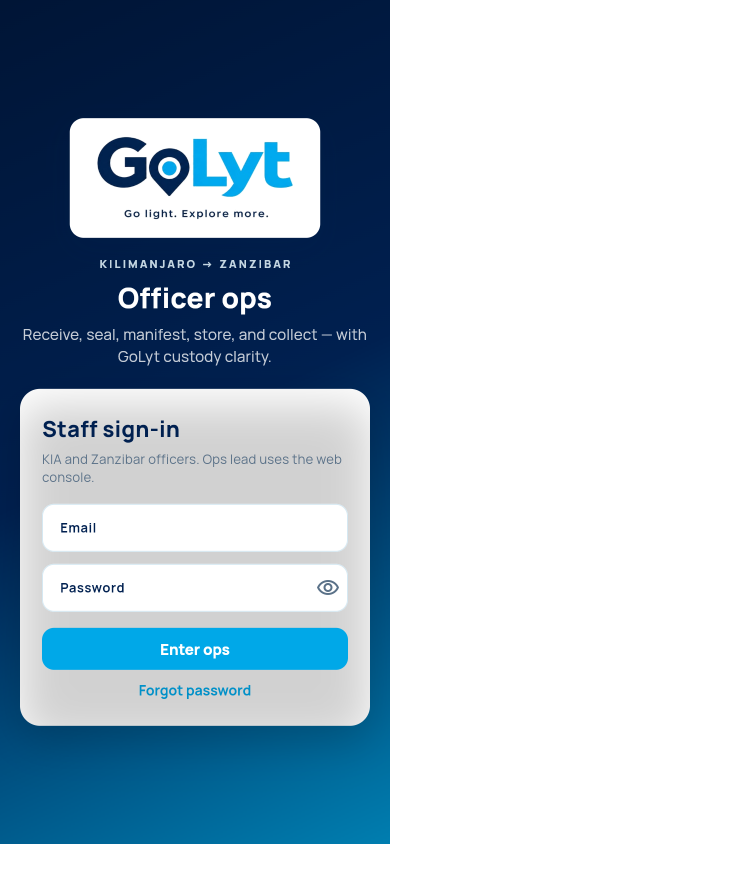 GoLyt
Go light. Explore more.
KILIMANJARO → ZANZIBAR
Officer ops
Receive, seal, manifest, store, and collect — with
GoLyt custody clarity.
Staff sign-in
KIA and Zanzibar officers. Ops lead uses the web
console.
Email
Password
Enter ops
Forgot password